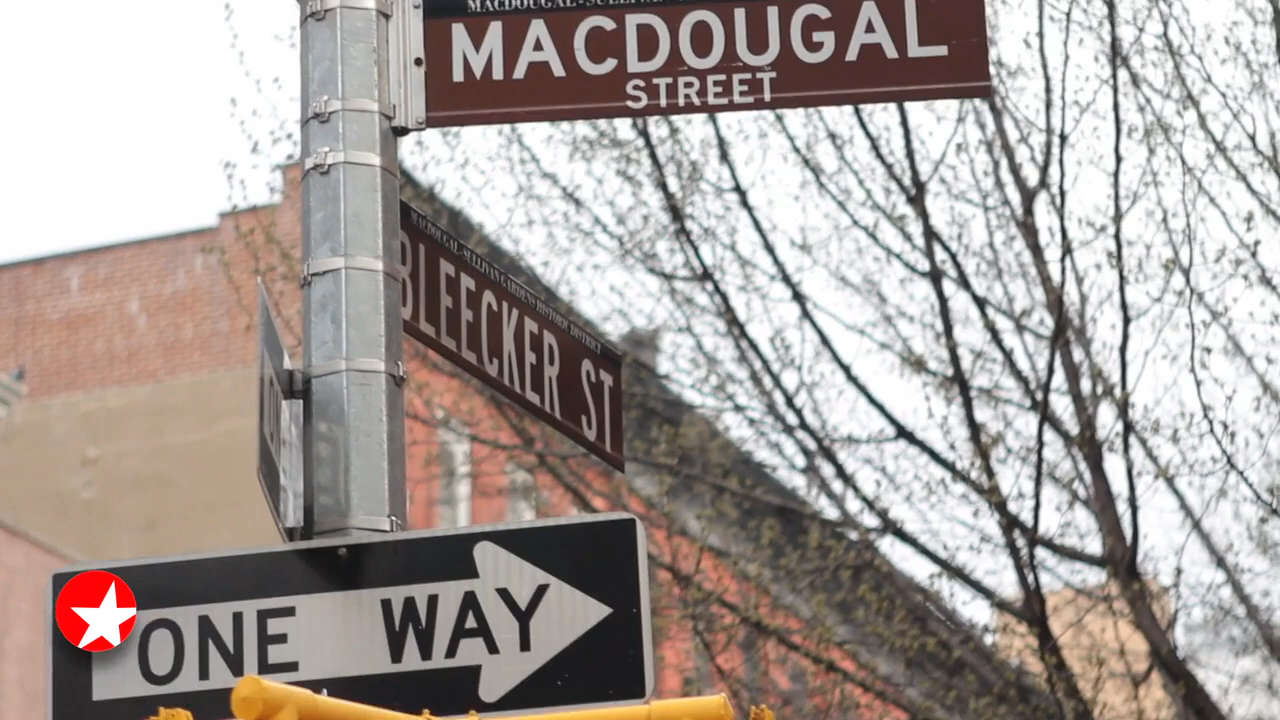 MACDOUGAL
STREET
MACDOUGAL-SULLIVAN GARDENS HISTORIC DISTRICT
BLEECKER ST
ONE WAY